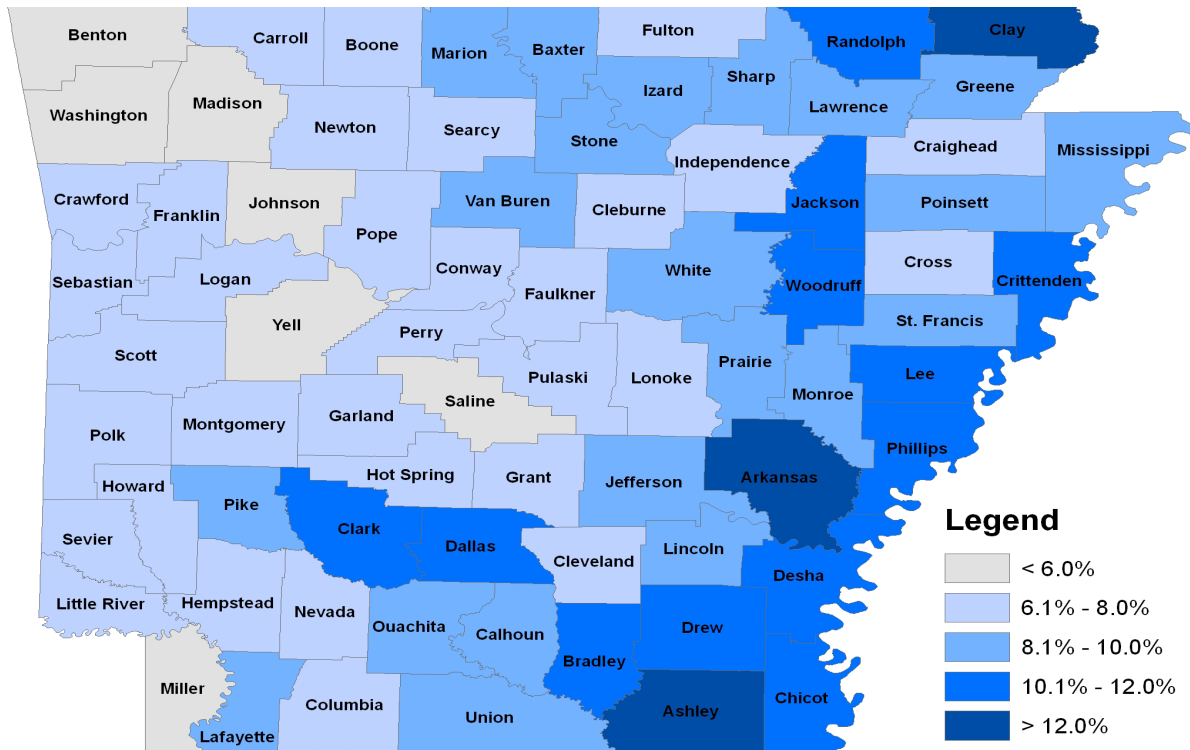 Benton
Carroll
Boone
Marion
Baxter
Fulton
Randolph
Clay
Washington
Madison
Newton
Searcy
Stone
Izard
Sharp
Lawrence
Greene
Independence
Craighead
Mississippi
Crawford
Franklin
Johnson
Pope
Van Buren
Cleburne
Jackson
Poinsett
Sebastian
Logan
Conway
Faulkner
White
Woodruff
Cross
Crittenden
Yell
Perry
St. Francis
Scott
Pulaski
Lonoke
Prairie
Monroe
Lee
Saline
Garland
Polk
Montgomery
Phillips
Howard
Hot Spring
Grant
Jefferson
Arkansas
Pike
Clark
Dallas
Sevier
Cleveland
Lincoln
Desha
Little River
Hempstead
Nevada
Ouachita
Calhoun
Bradley
Drew
Miller
Columbia
Lafayette
Union
Ashley
Chicot
Legend
< 6.0%
6.1% - 8.0%
8.1% - 10.0%
10.1% - 12.0%
> 12.0%